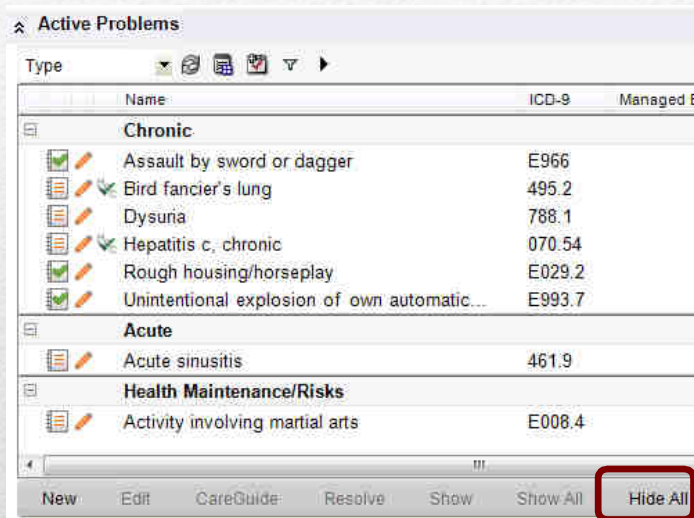 Active Problems
Type
Name ICD-9 Managed
Chronic
Assault by sword or dagger E966
Bird fancier's lung 495.2
Dysuria 788.1
Hepatitis c, chronic 070.54
Rough housing/horseplay E029.2
Unintentional explosion of own automatic... E993.7
Acute
Acute sinusitis 461.9
Health Maintenance/Risks
Activity involving martial arts E008.4
New Edit CareGuide Resolve Show Show All Hide All